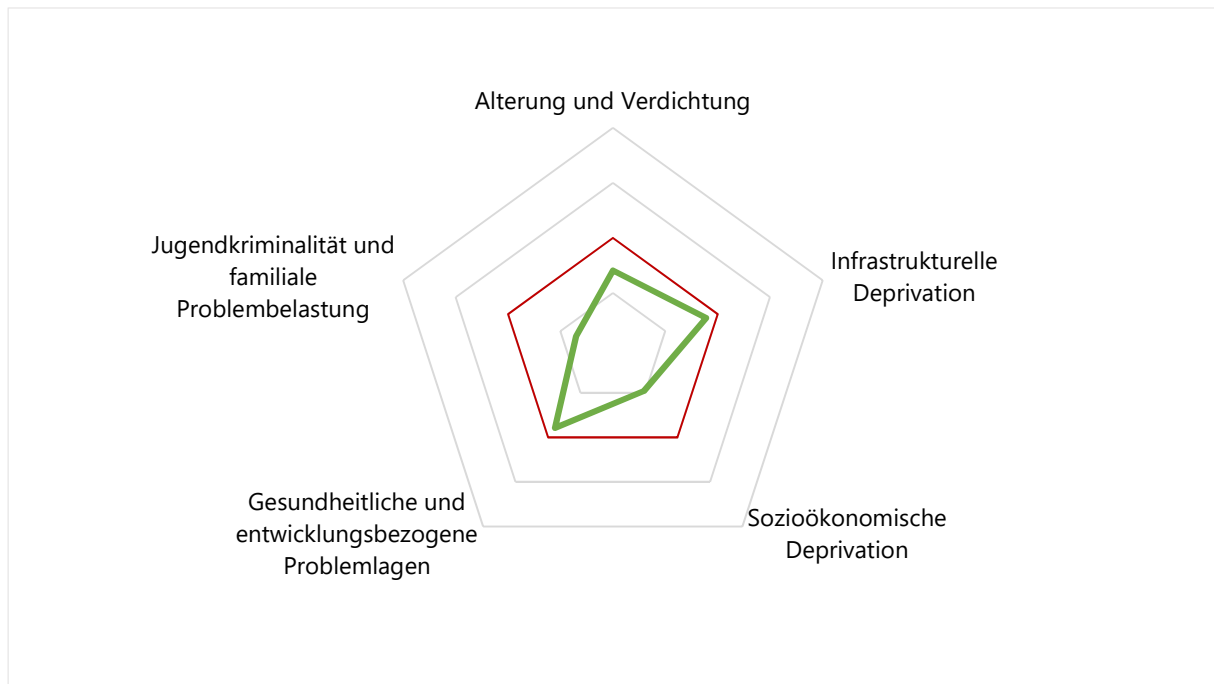 Alterung und Verdichtung
Infrastrukturelle
Deprivation
Sozioökonomische
Deprivation
Gesundheitliche und
entwicklungsbezogene
Problemlagen
Jugendkriminalität und
familiale
Problembelastung